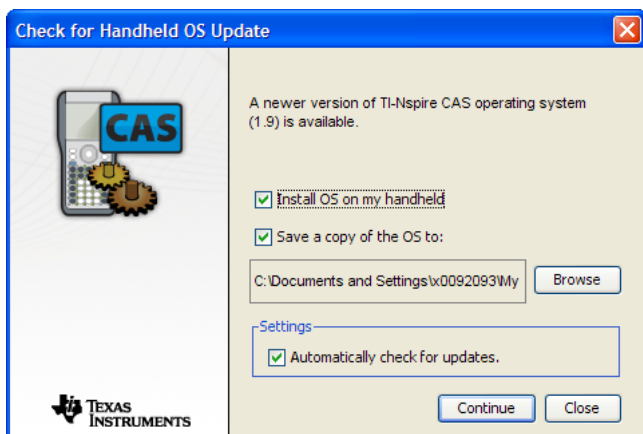 Check for Handheld OS Update
CAS
A newer version of TI-Nspire CAS operating system
(1.9) is available.
Install OS on my handheld
Save a copy of the OS to:
C:\Documents and Settings\x0092093\My
Browse
Settings
Automatically check for updates.
TEXAS
INSTRUMENTS
Continue
Close